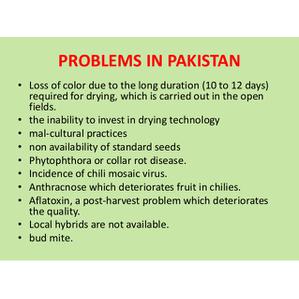 PROBLEMS IN PAKISTAN
• Loss of color due to the long duration (10 to 12 days)
required for drying, which is carried out in the open
fields.
• the inability to invest in drying technology
• mal-cultural practices
• non availability of standard seeds
• Phytophthora or collar rot disease.
• Incidence of chili mosaic virus.
• Anthracnose which deteriorates fruit in chilies.
• Aflatoxin, a post-harvest problem which deteriorates
the quality.
• Local hybrids are not available.
• bud mite.